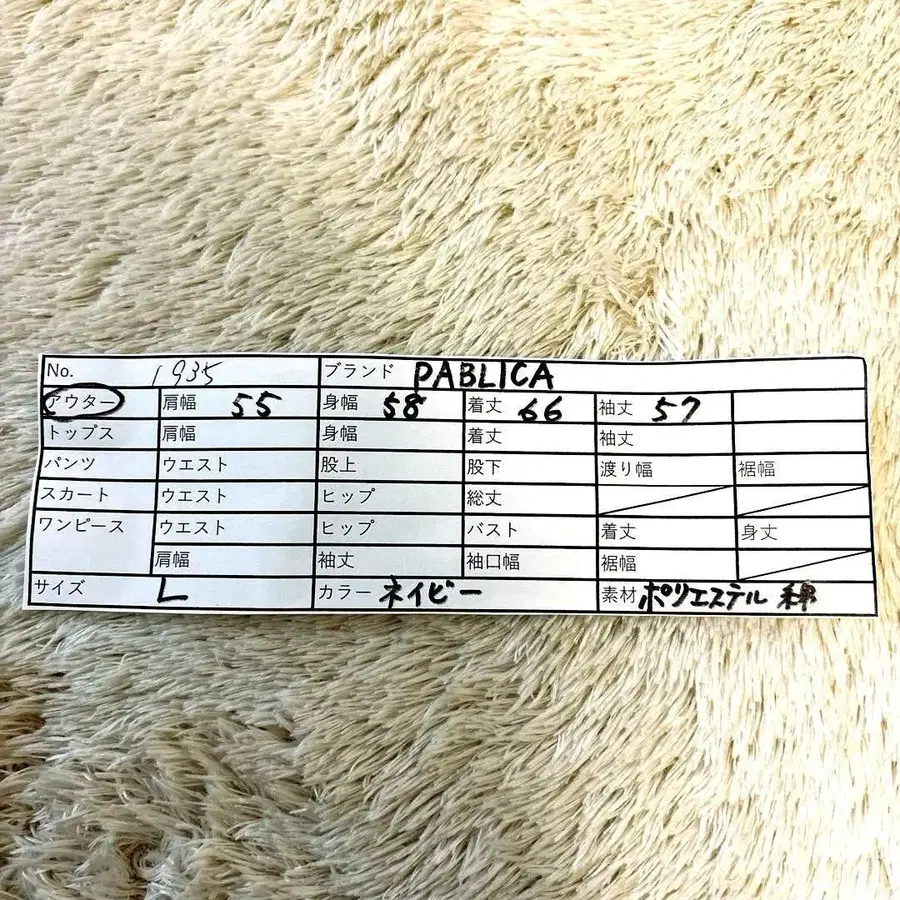 No. 1935 ブランド PABLICA
アウター 肩幅 55 身幅 58 着丈 66 袖丈 57
トップス 肩幅 身幅 着丈 袖丈
パンツ ウエスト 股上 股下 渡り幅 裾幅
スカート ウエスト ヒップ 総丈
ワンピース ウエスト ヒップ バスト 着丈 身丈
肩幅 袖丈 袖口幅 裾幅
サイズ L カラー ネイビー 素材 ポリエステル 綿